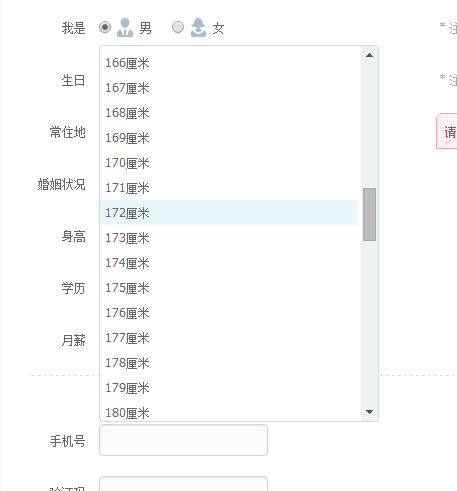 我是 男 女 * 注
166厘米
生日 * 注
167厘米
168厘米
常住地 请
169厘米
170厘米
171厘米
婚姻状况
172厘米
173厘米
身高
174厘米
175厘米
学历
176厘米
177厘米
月薪
178厘米
179厘米
180厘米
手机号
验证码